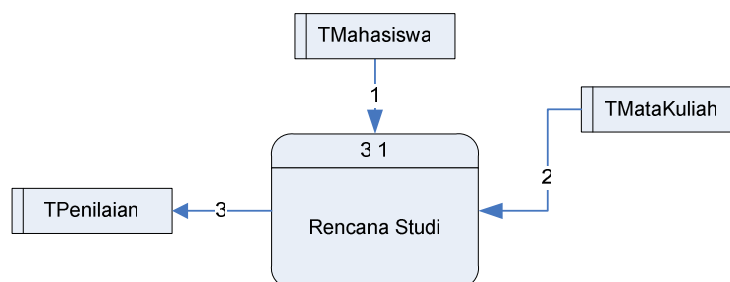 TMahasiswa
1
TMataKuliah
3 1
2
TPenilaian
3
Rencana Studi